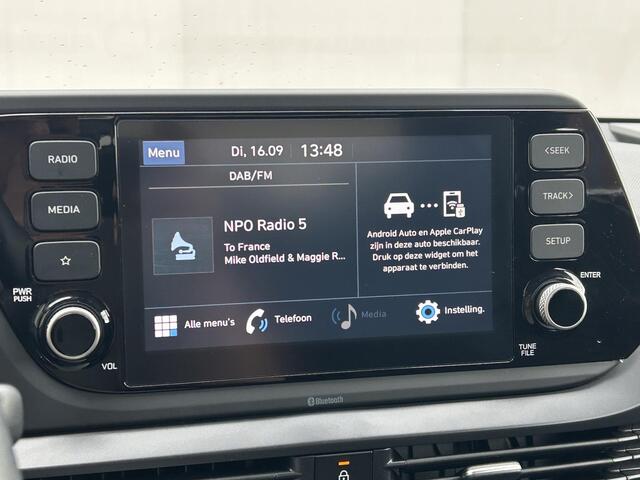 RADIO
MEDIA
PWR
PUSH
VOL
Menu
Di, 16.09
13:48
DAB/FM
NPO Radio 5
To France
Mike Oldfield & Maggie R...
Android Auto en Apple CarPlay
zijn in deze auto beschikbaar.
Druk op deze widget om het
apparaat te verbinden.
Alle menu's
Telefoon
Media
Instelling.
<SEEK
TRACK>
SETUP
ENTER
TUNE
FILE
Bluetooth